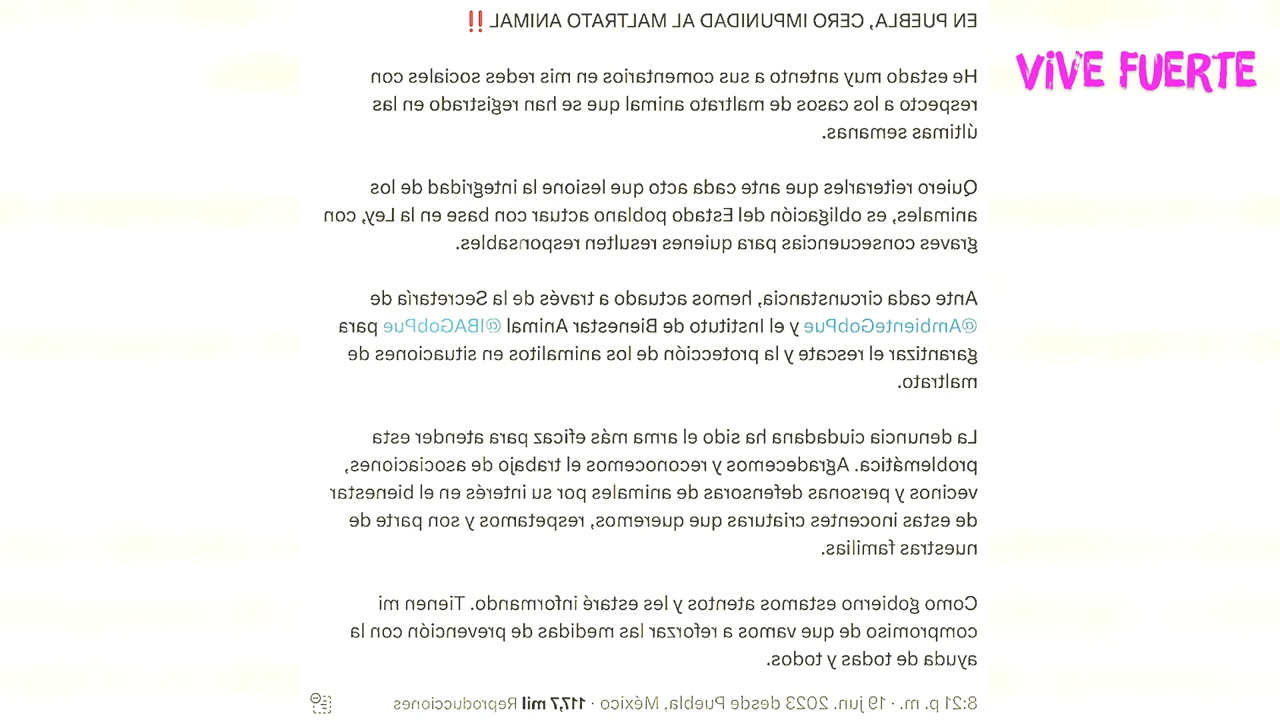 EN PUEBLA, CERO IMPUNIDAD AL MALTRATO ANIMAL ‼️
VIVE FUERTE
He estado muy antento a sus comentarios en mis redes sociales con
respecto a los casos de maltrato animal que se han registrado en las
últimas semanas.
Quiero reiterarles que ante cada acto que lesione la integridad de los
animales, es obligación del Estado poblano actuar con base en la Ley, con
graves consecuencias para quienes resulten responsables.
Ante cada circunstancia, hemos actuado a través de la Secretaría de
@AmbienteGobPue y el Instituto de Bienestar Animal @IBAGobPue para
garantizar el rescate y la protección de los animalitos en situaciones de
maltrato.
La denuncia ciudadana ha sido el arma más eficaz para atender esta
problemática. Agradecemos y reconocemos el trabajo de asociaciones,
vecinos y personas defensoras de animales por su interés en el bienestar
de estas inocentes criaturas que queremos, respetamos y son parte de
nuestras familias.
Como gobierno estamos atentos y les estaré informando. Tienen mi
compromiso de que vamos a reforzar las medidas de prevención con la
ayuda de todas y todos.
8:21 p. m. · 19 jun. 2023 desde Puebla, México · 117,7 mil Reproducciones